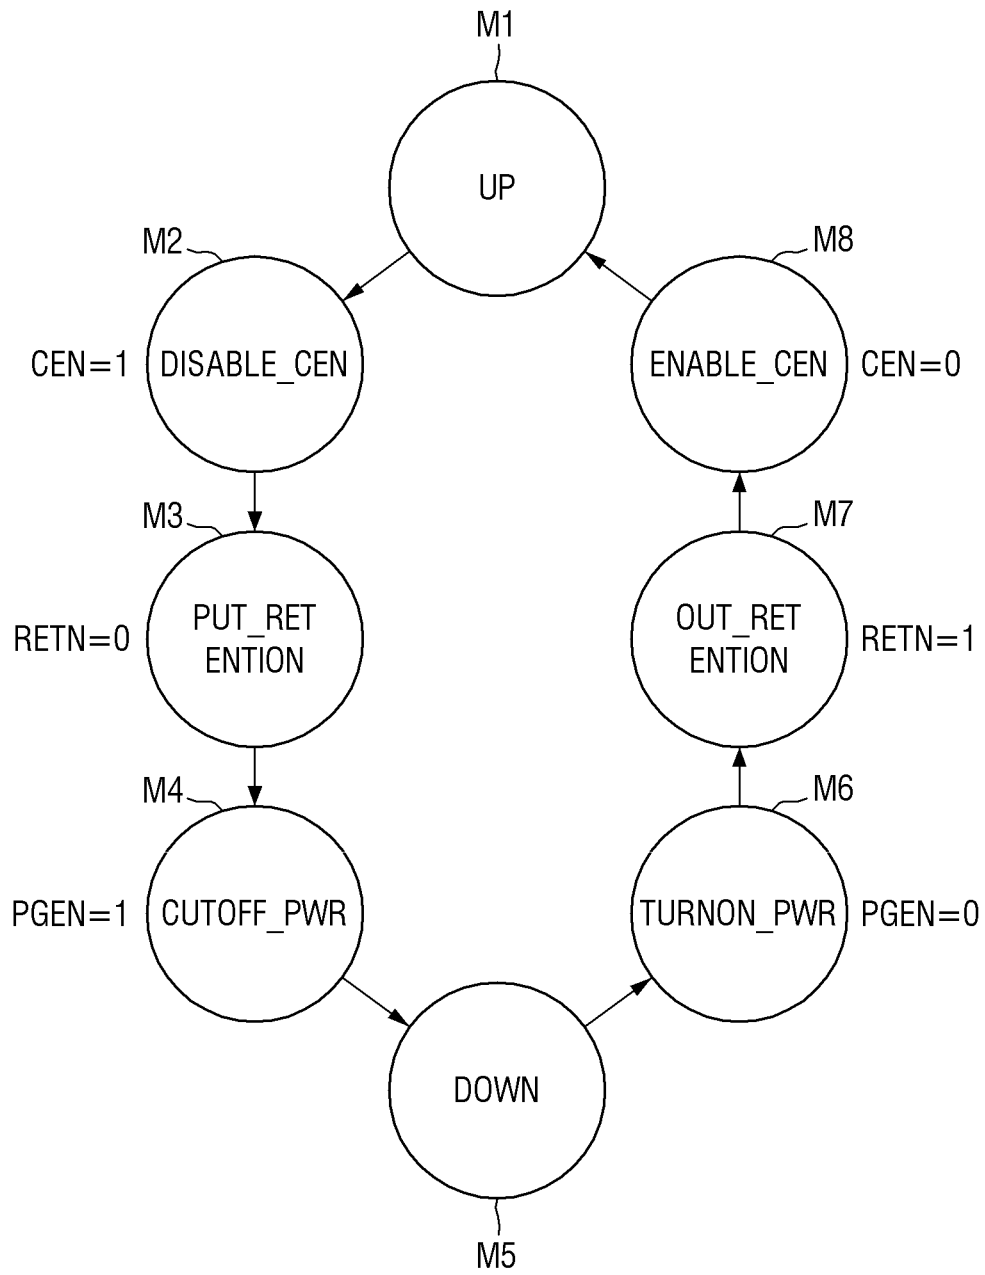 M1
UP
M2
M8
CEN=1
DISABLE_CEN
ENABLE_CEN
CEN=0
M3
M7
RETN=0
PUT_RET
ENTION
OUT_RET
ENTION
RETN=1
M4
M6
PGEN=1
CUTOFF_PWR
TURNON_PWR
PGEN=0
DOWN
M5